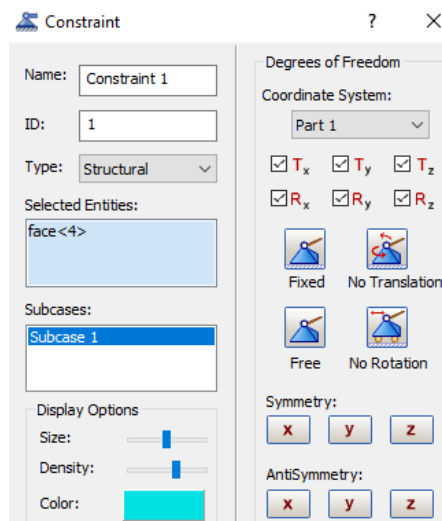 Constraint
?
Name: Constraint 1
ID: 1
Type: Structural
Selected Entities:
face<4>
Subcases:
Subcase 1
Display Options
Size:
Density:
Color:
Degrees of Freedom
Coordinate System:
Part 1
Tx Ty Tz
Rx Ry Rz
Fixed No Translation
Free No Rotation
Symmetry:
x y z
AntiSymmetry:
x y z